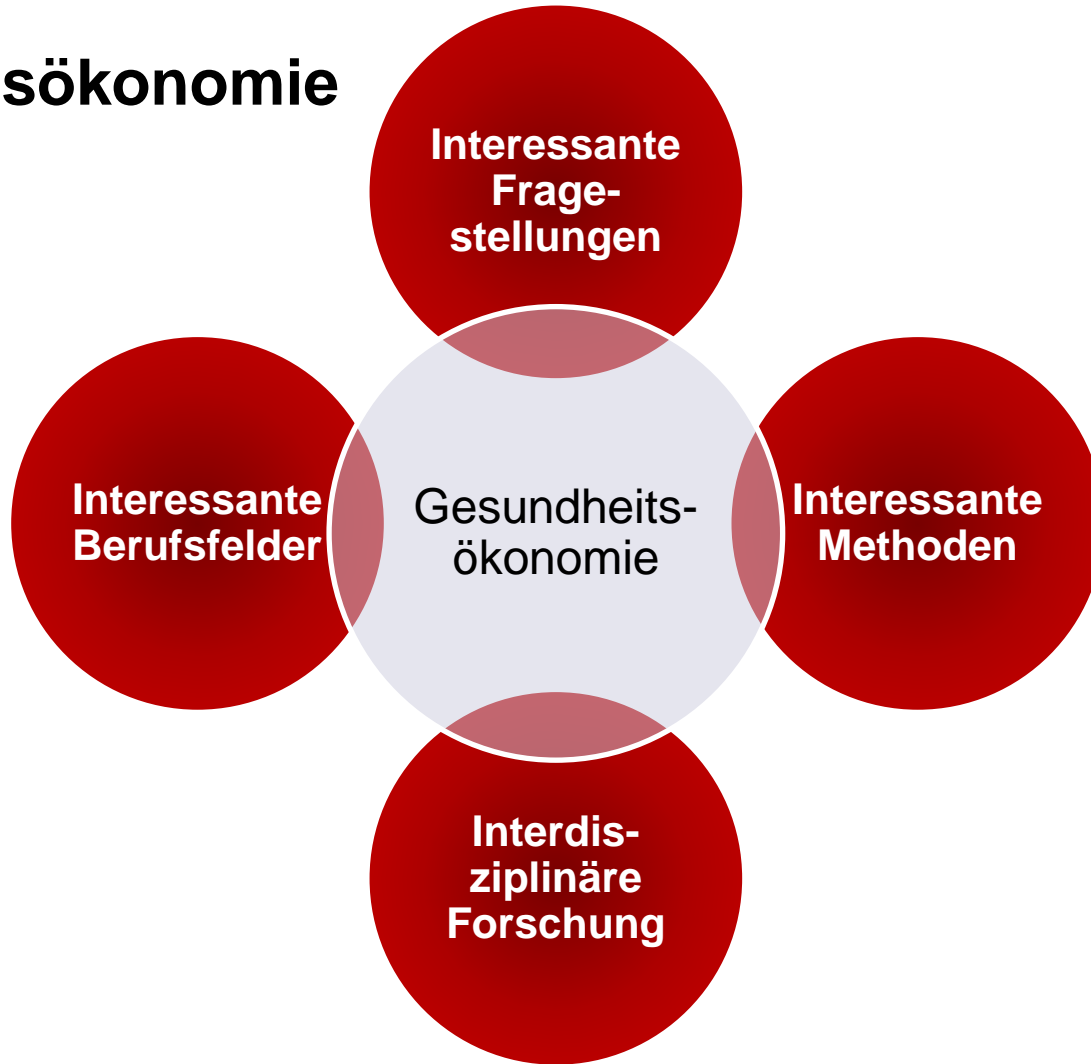 sökonomie
Interessante
Frage-
stellungen
Interessante
Berufsfelder
Gesundheits-
ökonomie
Interessante
Methoden
Interdis-
ziplinäre
Forschung